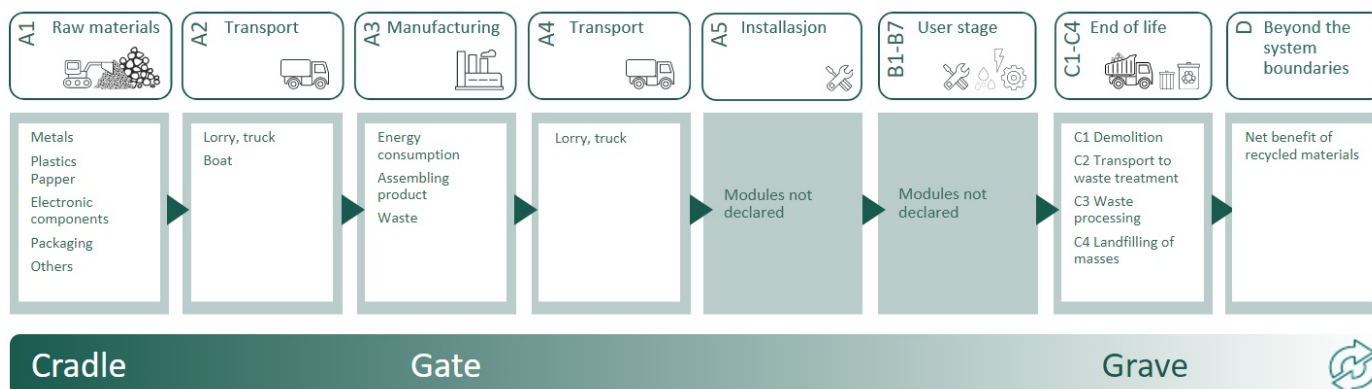 A1 Raw materials
A2 Transport
A3 Manufacturing
A4 Transport
A5 Installasjon
B1-B7 User stage
C1-C4 End of life
D Beyond the
system
boundaries
Metals
Plastics
Papper
Electronic
components
Packaging
Others
Lorry, truck
Boat
Energy
consumption
Assembling
product
Waste
Lorry, truck
Modules not
declared
Modules not
declared
C1 Demolition
C2 Transport to
waste treatment
C3 Waste
processing
C4 Landfilling of
masses
Net benefit of
recycled materials
Cradle
Gate
Grave